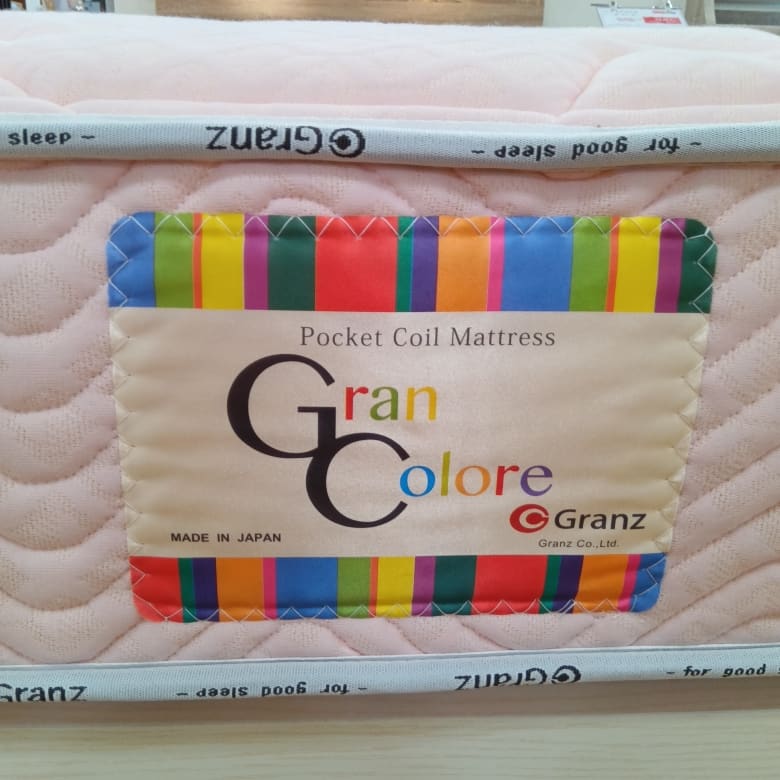 sleep ~ Granz ~ for good sleep ~
Pocket Coil Mattress
Gran
Colore
Granz
MADE IN JAPAN
Granz Co.,Ltd.
Granz ~ for good sleep ~ Granz ~ for good